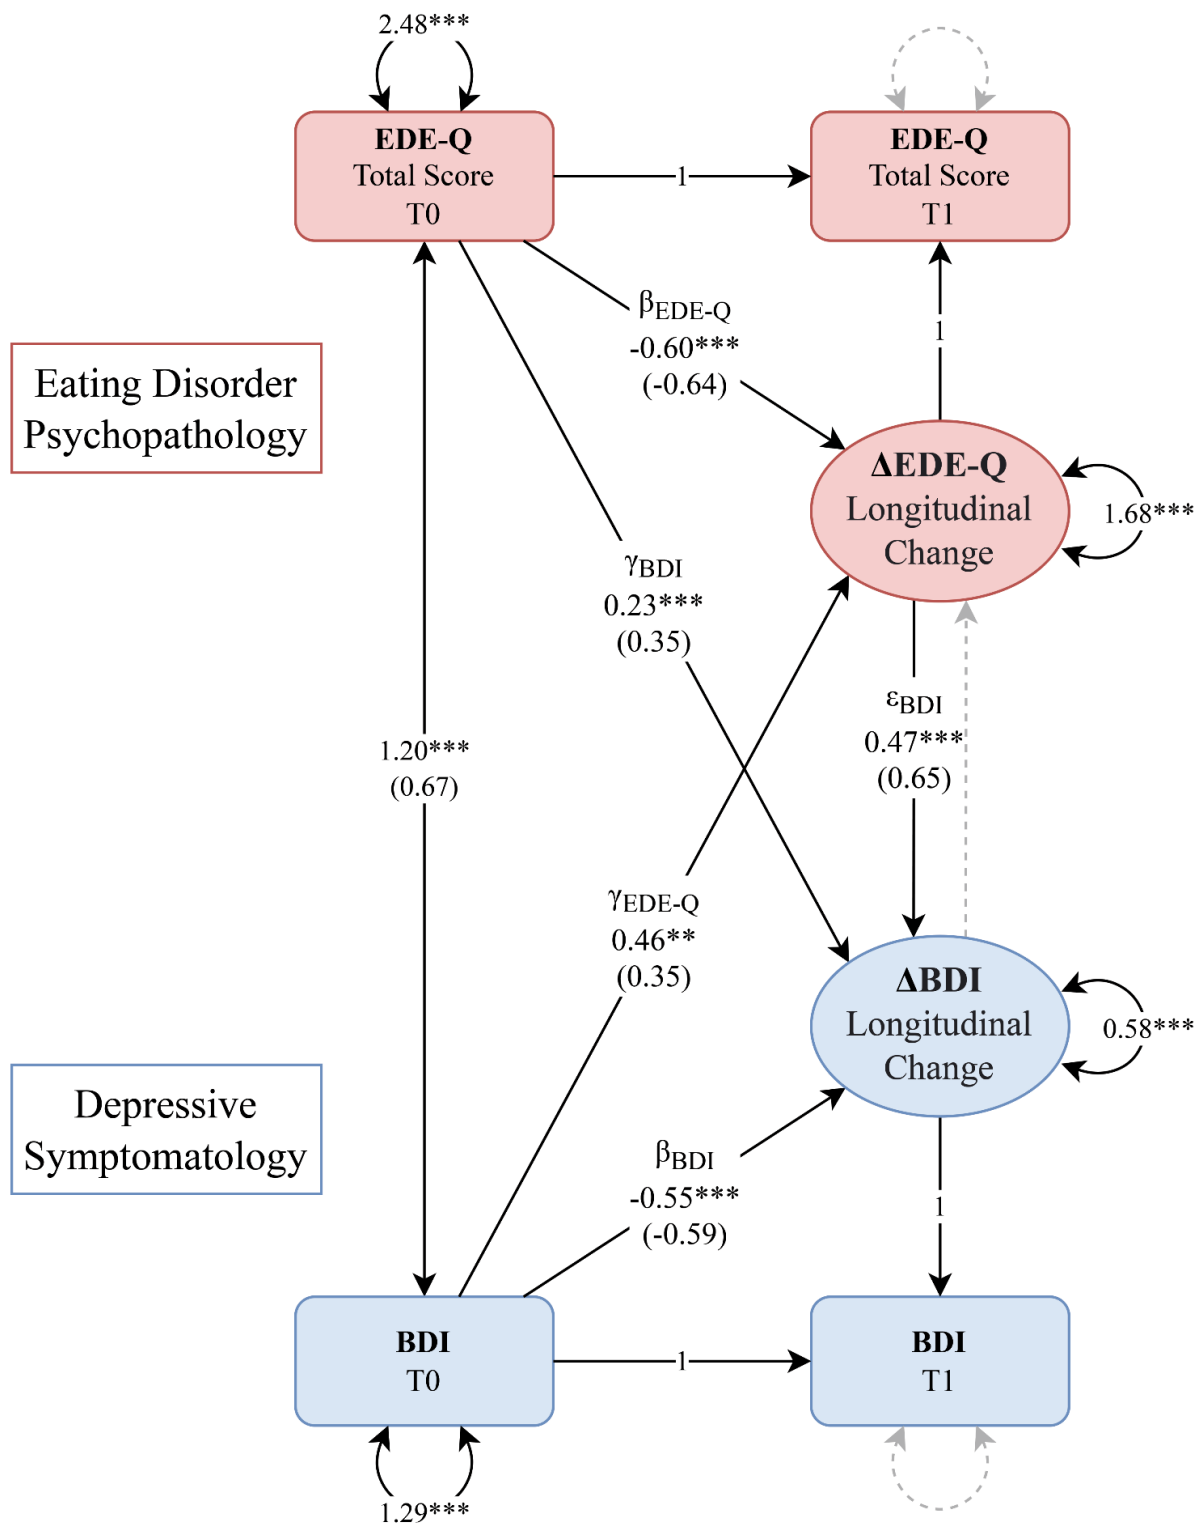 2.48***
EDE-Q
Total Score
T0
1
EDE-Q
Total Score
T1
βEDE-Q
-0.60***
(-0.64)
1
Eating Disorder
Psychopathology
ΔEDE-Q
Longitudinal
Change
1.68***
γBDI
0.23***
(0.35)
εBDI
0.47***
(0.65)
1.20***
(0.67)
γEDE-Q
0.46**
(0.35)
ΔBDI
Longitudinal
Change
0.58***
Depressive
Symptomatology
βBDI
-0.55***
(-0.59)
1
BDI
T0
1
BDI
T1
1.29***